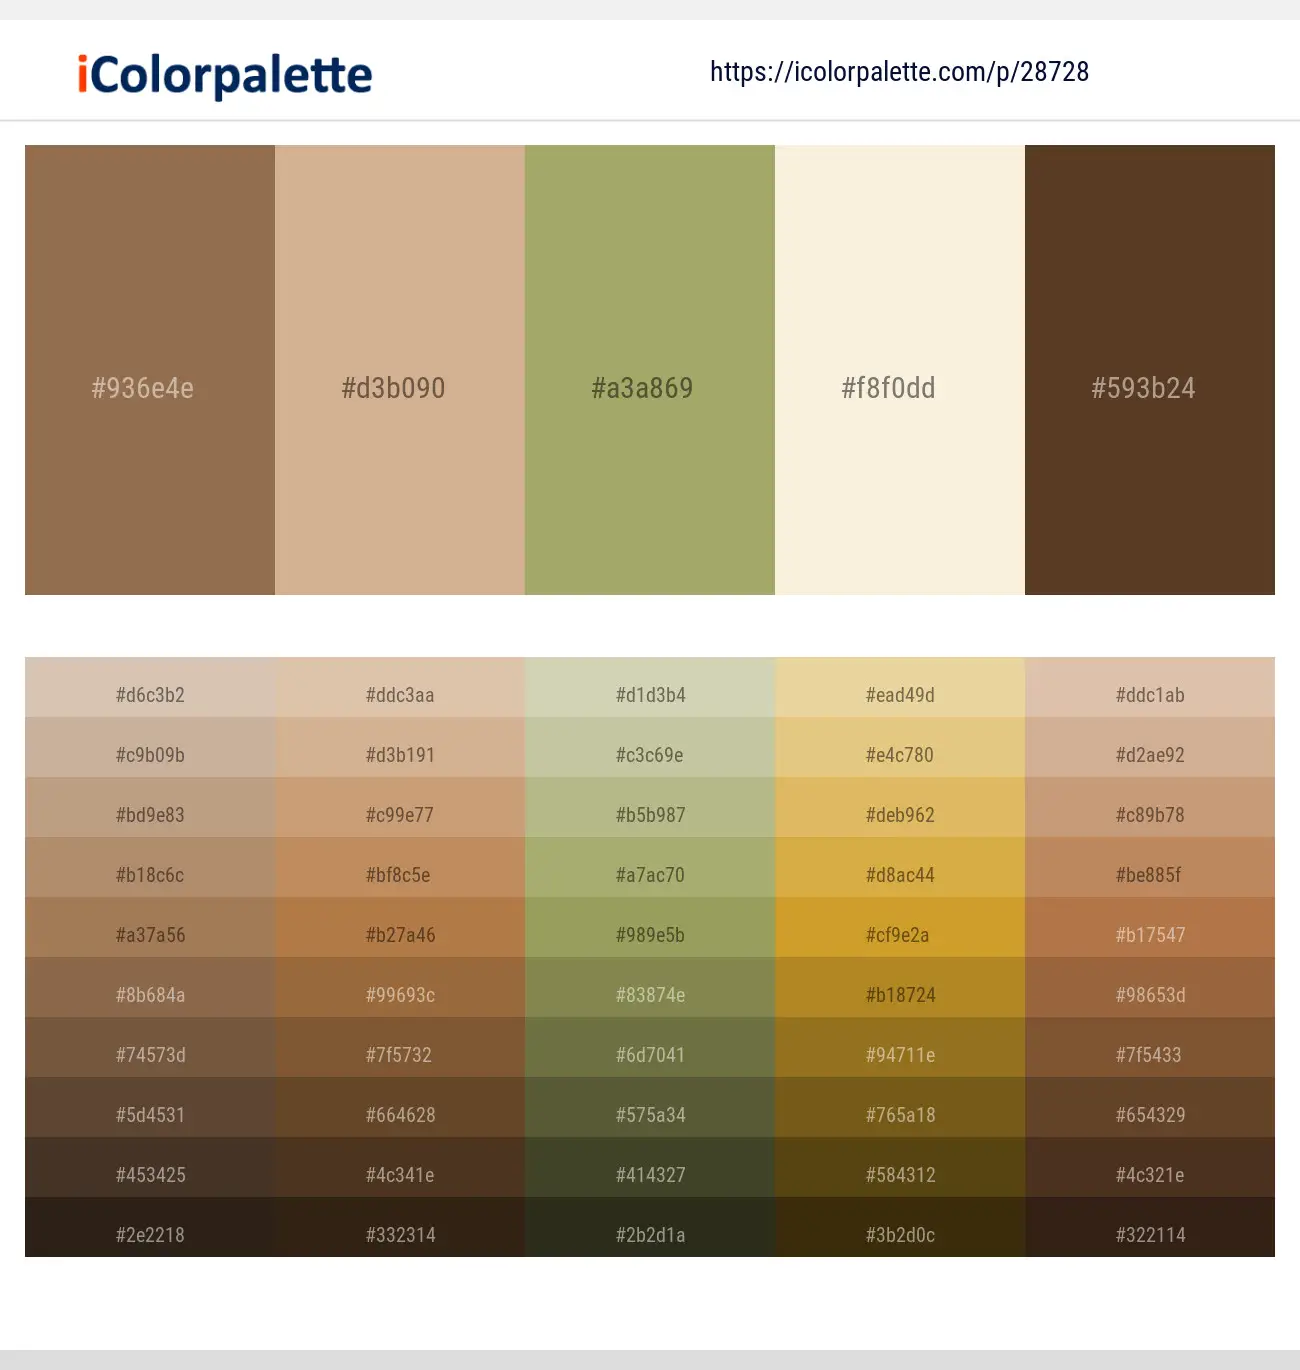 iColorpalette
https://icolorpalette.com/p/28728
#936e4e #d3b090 #a3a869 #f8f0dd #593b24
#d6c3b2 #ddc3aa #d1d3b4 #ead49d #ddc1ab
#c9b09b #d3b191 #c3c69e #e4c780 #d2ae92
#bd9e83 #c99e77 #b5b987 #deb962 #c89b78
#b18c6c #bf8c5e #a7ac70 #d8ac44 #be885f
#a37a56 #b27a46 #989e5b #cf9e2a #b17547
#8b684a #99693c #83874e #b18724 #98653d
#74573d #7f5732 #6d7041 #94711e #7f5433
#5d4531 #664628 #575a34 #765a18 #654329
#453425 #4c341e #414327 #584312 #4c321e
#2e2218 #332314 #2b2d1a #3b2d0c #322114